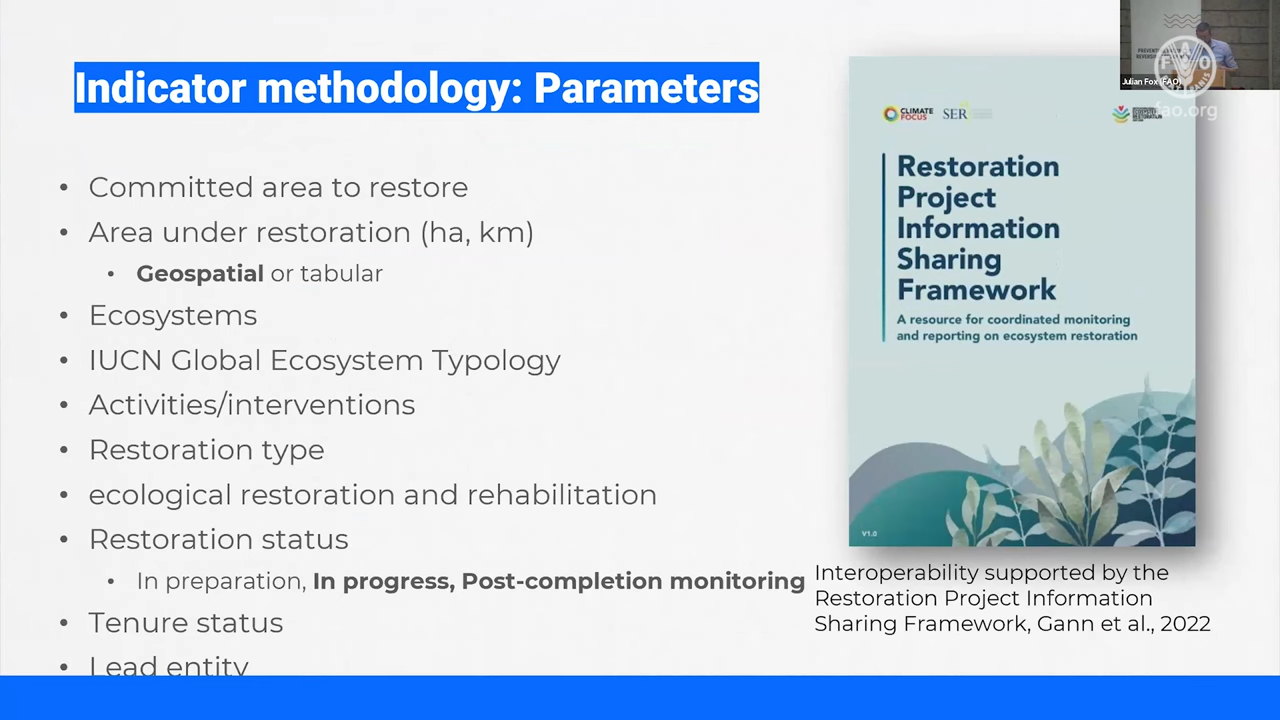 Indicator methodology: Parameters
• Committed area to restore
• Area under restoration (ha, km)
• Geospatial or tabular
• Ecosystems
• IUCN Global Ecosystem Typology
• Activities/interventions
• Restoration type
• ecological restoration and rehabilitation
• Restoration status
• In preparation, In progress, Post-completion monitoring
• Tenure status
• Lead entity
CLIMATE
FOCUS
SER
Restoration
Project
Information
Sharing
Framework
A resource for coordinated monitoring
and reporting on ecosystem restoration
V1.0
Interoperability supported by the
Restoration Project Information
Sharing Framework, Gann et al., 2022
Julian Fox (FAO)
fao.org